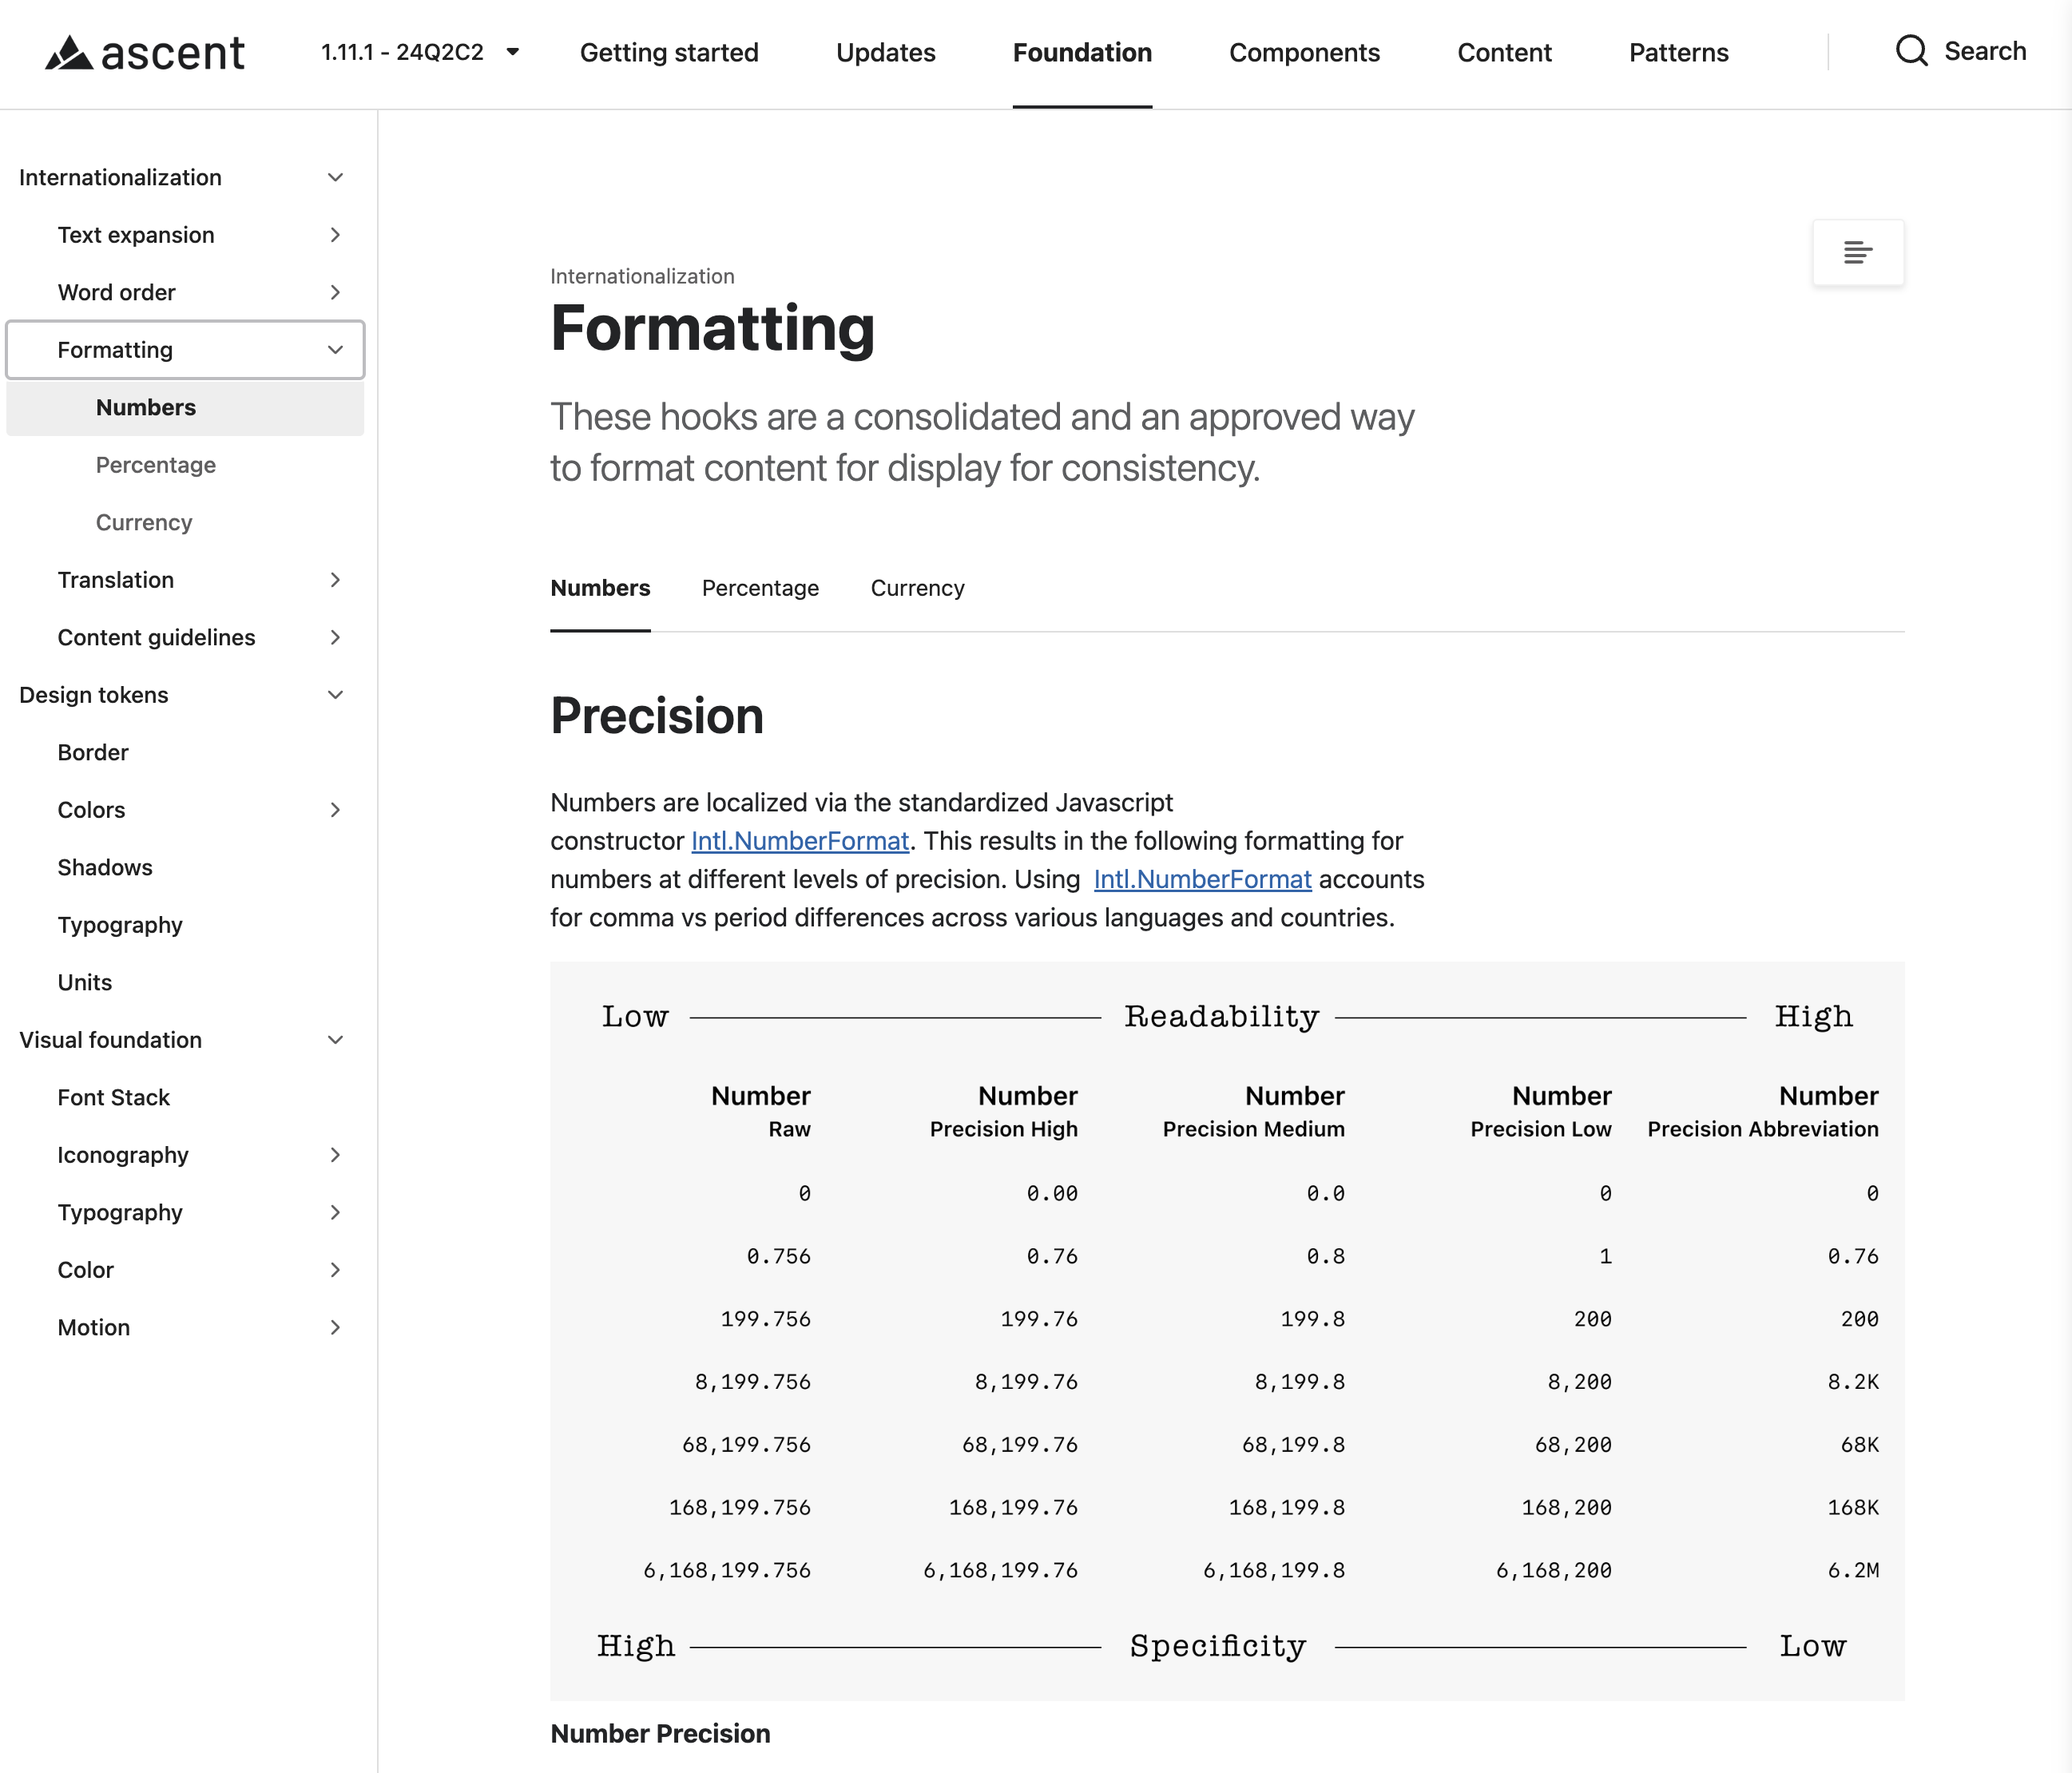 ascent
1.11.1 - 24Q2C2
Getting started
Updates
Foundation
Components
Content
Patterns
Search
Internationalization
Text expansion
Word order
Formatting
Numbers
Percentage
Currency
Translation
Content guidelines
Design tokens
Border
Colors
Shadows
Typography
Units
Visual foundation
Font Stack
Iconography
Typography
Color
Motion
Internationalization
Formatting
These hooks are a consolidated and an approved way
to format content for display for consistency.
Numbers Percentage Currency
Precision
Numbers are localized via the standardized Javascript
constructor Intl.NumberFormat. This results in the following formatting for
numbers at different levels of precision. Using Intl.NumberFormat accounts
for comma vs period differences across various languages and countries.
Low Readability High
Number Number Number Number Number
Raw Precision High Precision Medium Precision Low Precision Abbreviation
0 0.00 0.0 0 0
0.756 0.76 0.8 1 0.76
199.756 199.76 199.8 200 200
8,199.756 8,199.76 8,199.8 8,200 8.2K
68,199.756 68,199.76 68,199.8 68,200 68K
168,199.756 168,199.76 168,199.8 168,200 168K
6,168,199.756 6,168,199.76 6,168,199.8 6,168,200 6.2M
High Specificity Low
Number Precision